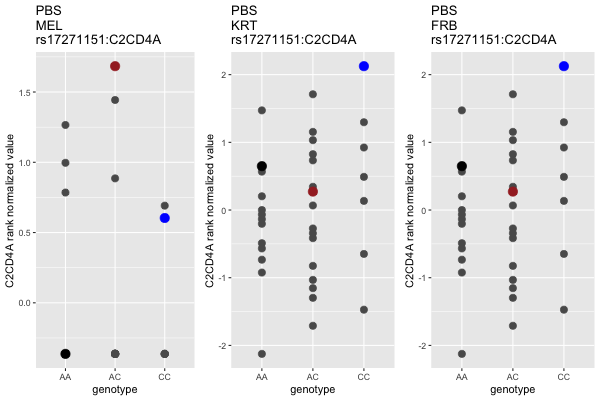 PBS
MEL
rs17271151:C2CD4A
C2CD4A rank normalized value
1.5
1.0
0.5
0.0
AA AC CC
genotype
PBS
KRT
rs17271151:C2CD4A
C2CD4A rank normalized value
2
1
0
-1
-2
AA AC CC
genotype
PBS
FRB
rs17271151:C2CD4A
C2CD4A rank normalized value
2
1
0
-1
-2
AA AC CC
genotype